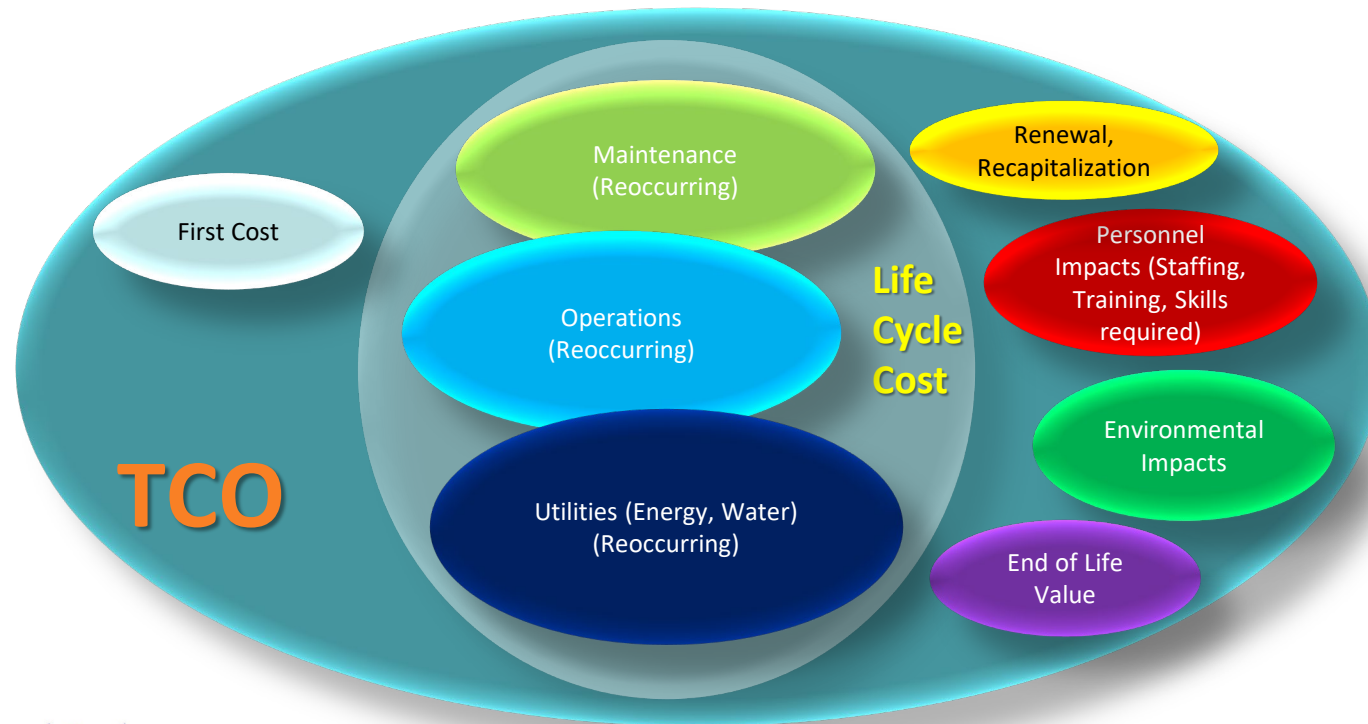 First Cost
TCO
Maintenance
(Reoccurring)
Operations
(Reoccurring)
Utilities (Energy, Water)
(Reoccurring)
Life
Cycle
Cost
Renewal,
Recapitalization
Personnel
Impacts (Staffing,
Training, Skills
required)
Environmental
Impacts
End of Life
Value